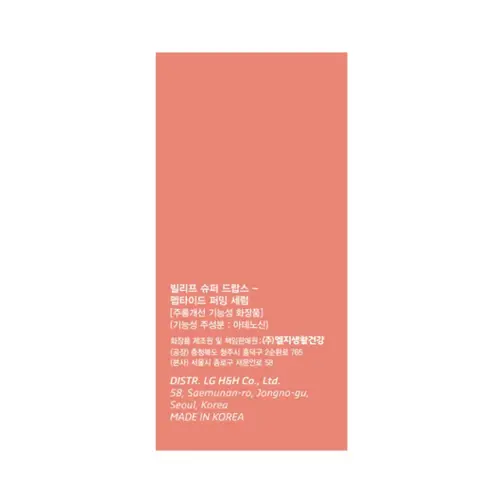 빌리프 슈퍼 드랍스 ~
펩타이드 퍼밍 세럼
[주름개선 기능성 화장품]
(기능성 주성분 : 아데노신)
화장품 제조원 및 책임판매원 : (주)엘지생활건강
(공장) 충청북도 청주시 흥덕구 2순환로 765
(본사) 서울시 종로구 새문안로 58
DISTR. LG H&H Co., Ltd.
58, Saemunan-ro, Jongno-gu,
Seoul, Korea
MADE IN KOREA